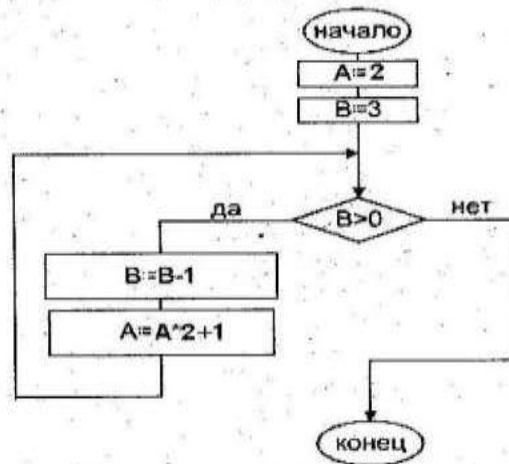 начало
A:=2
B:=3
да
B>0
нет
B:=B-1
A:=A^2+1
конец